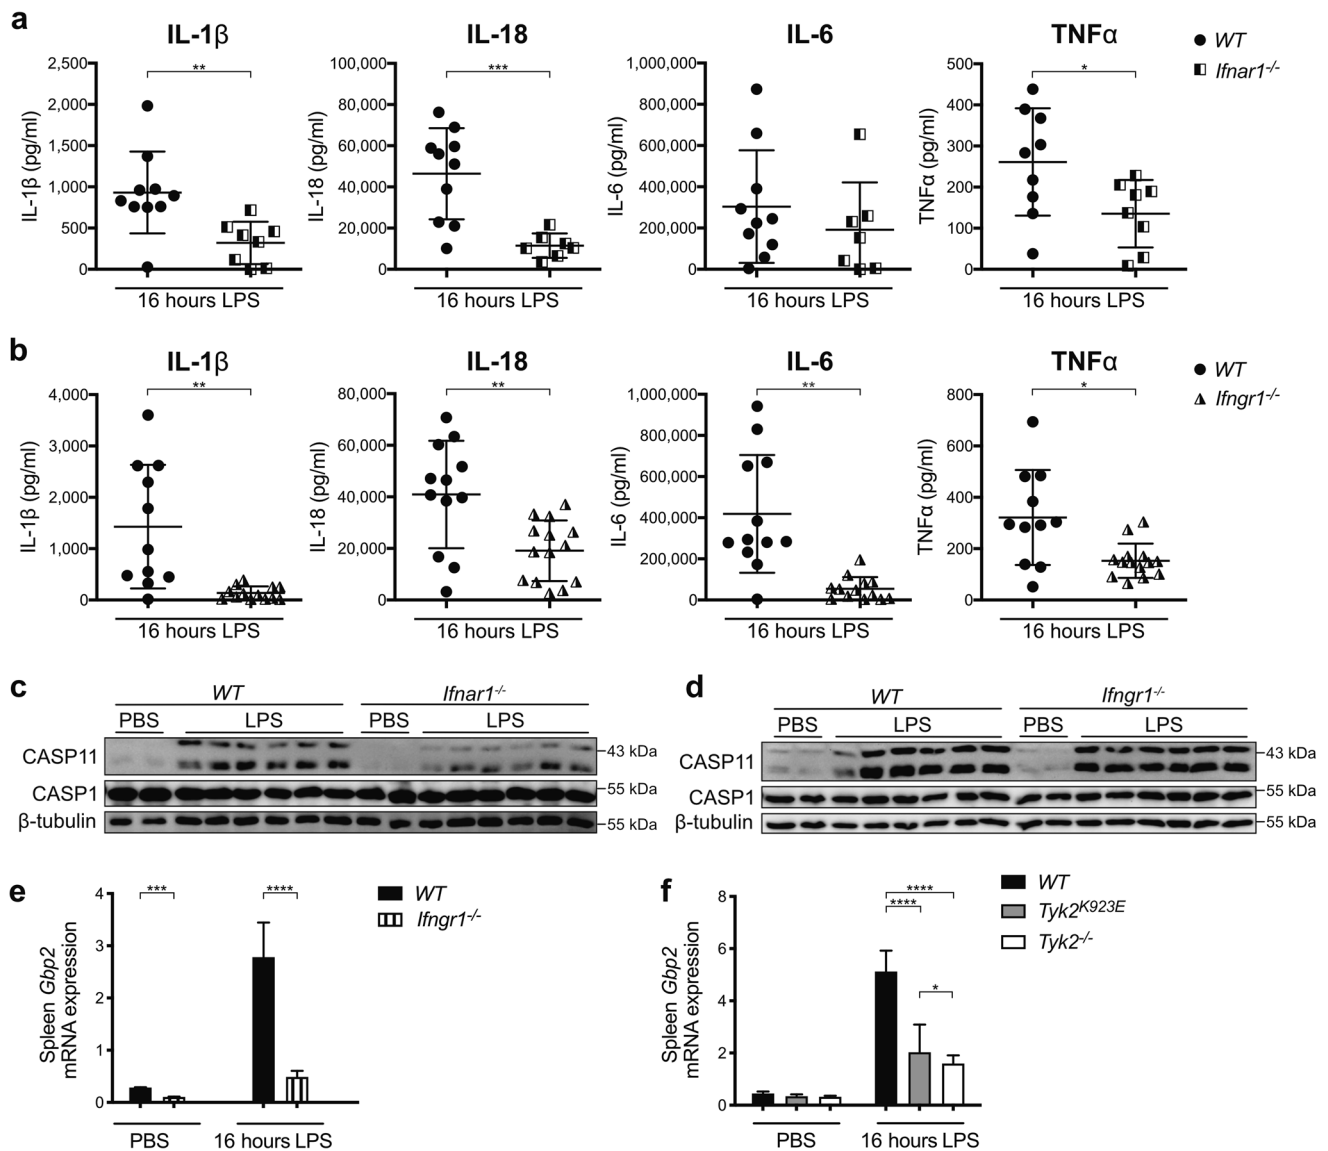 a
IL-1β
IL-18
IL-6
TNFα
WT
Ifnar1-/-
IL-1β (pg/ml)
2,500
2,000
1,500
1,000
500
0
**
16 hours LPS
IL-18 (pg/ml)
100,000
80,000
60,000
40,000
20,000
0
***
16 hours LPS
IL-6 (pg/ml)
1,000,000
800,000
600,000
400,000
200,000
0
16 hours LPS
TNFα (pg/ml)
500
400
300
200
100
0
*
16 hours LPS
b
IL-1β
IL-18
IL-6
TNFα
WT
Ifngr1-/-
IL-1β (pg/ml)
4,000
3,000
2,000
1,000
0
**
16 hours LPS
IL-18 (pg/ml)
80,000
60,000
40,000
20,000
0
**
16 hours LPS
IL-6 (pg/ml)
1,000,000
800,000
600,000
400,000
200,000
0
**
16 hours LPS
TNFα (pg/ml)
800
600
400
200
0
*
16 hours LPS
c
WT
Ifnar1-/-
PBS
LPS
PBS
LPS
CASP11
43 kDa
CASP1
55 kDa
β-tubulin
55 kDa
d
WT
Ifngr1-/-
PBS
LPS
PBS
LPS
CASP11
43 kDa
CASP1
55 kDa
β-tubulin
55 kDa
e
Spleen Gbp2
mRNA expression
4
3
2
1
0
***
****
PBS
16 hours LPS
WT
Ifngr1-/-
f
Spleen Gbp2
mRNA expression
8
6
4
2
0
****
****
*
PBS
16 hours LPS
WT
Tyk2K923E
Tyk2-/-